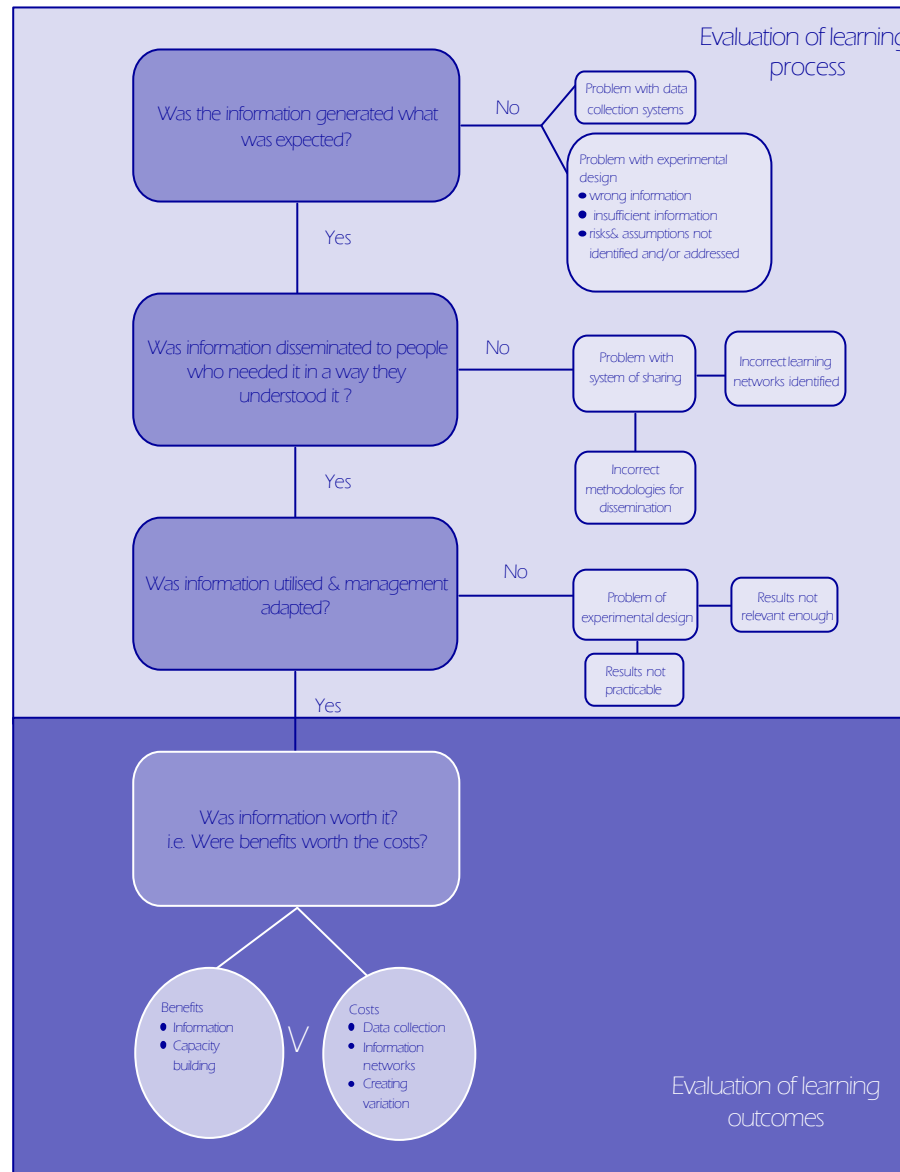 Evaluation of learning
process
Was the information generated what
was expected?
No
Problem with data
collection systems
Problem with experimental
design
● wrong information
● insufficient information
● risks& assumptions not
identified and/or addressed
Yes
Was information disseminated to people
who needed it in a way they
understood it ?
No
Problem with
system of sharing
Incorrect learning
networks identified
Incorrect
methodologies for
dissemination
Yes
Was information utilised & management
adapted?
No
Problem of
experimental design
Results not
relevant enough
Results not
practicable
Yes
Was information worth it?
i.e. Were benefits worth the costs?
Benefits
● Information
● Capacity
building
V
Costs
● Data collection
● Information
networks
● Creating
variation
Evaluation of learning
outcomes